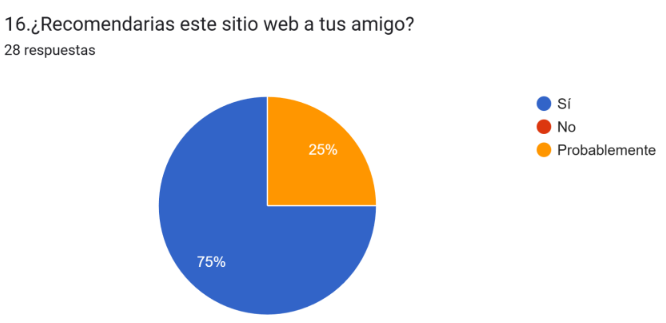 16.¿Recomendarias este sitio web a tus amigo?
28 respuestas
Sí
No
Probablemente
25%
75%